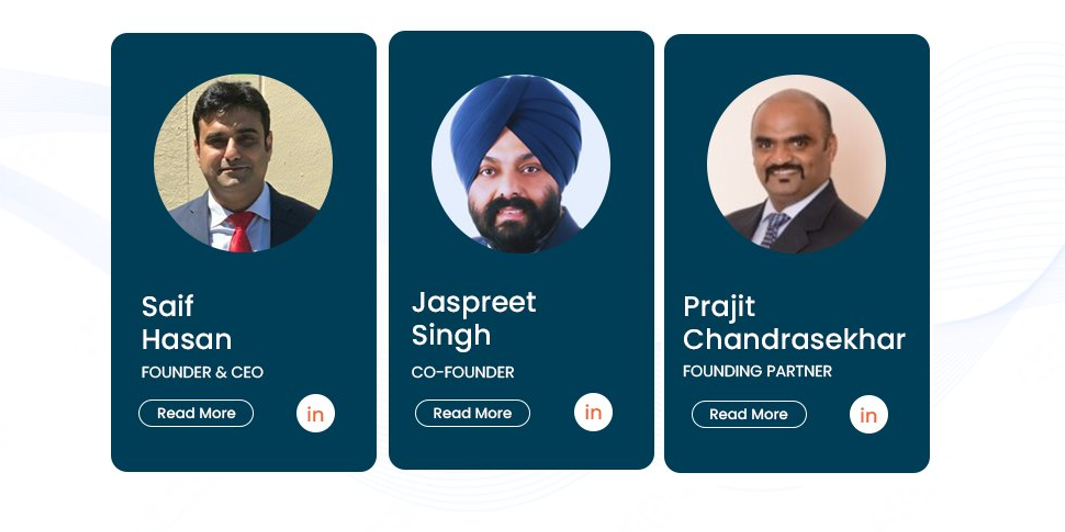 Saif
Hasan
FOUNDER & CEO
Read More
in
Jaspreet
Singh
CO-FOUNDER
Read More
in
Prajit
Chandrasekhar
FOUNDING PARTNER
Read More
in